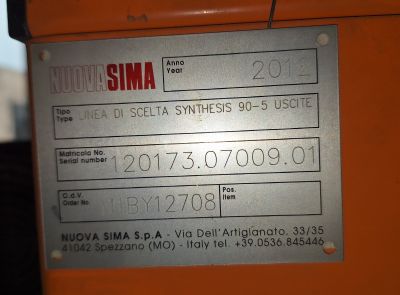 NUOVASIMA
Anno
Year
2012
Tipo
Type
LINEA DI SCELTA SYNTHESIS 90-5 USCITE
Matricola No.
Serial number
120173.07009.01
O.d.V
Order No
BY12708
Pos.
Item
NUOVA SIMA S.p.A - Via Dell'Artigianato, 33/35
41042 Spezzano (MO) - Italy tel. +39.0536.845446